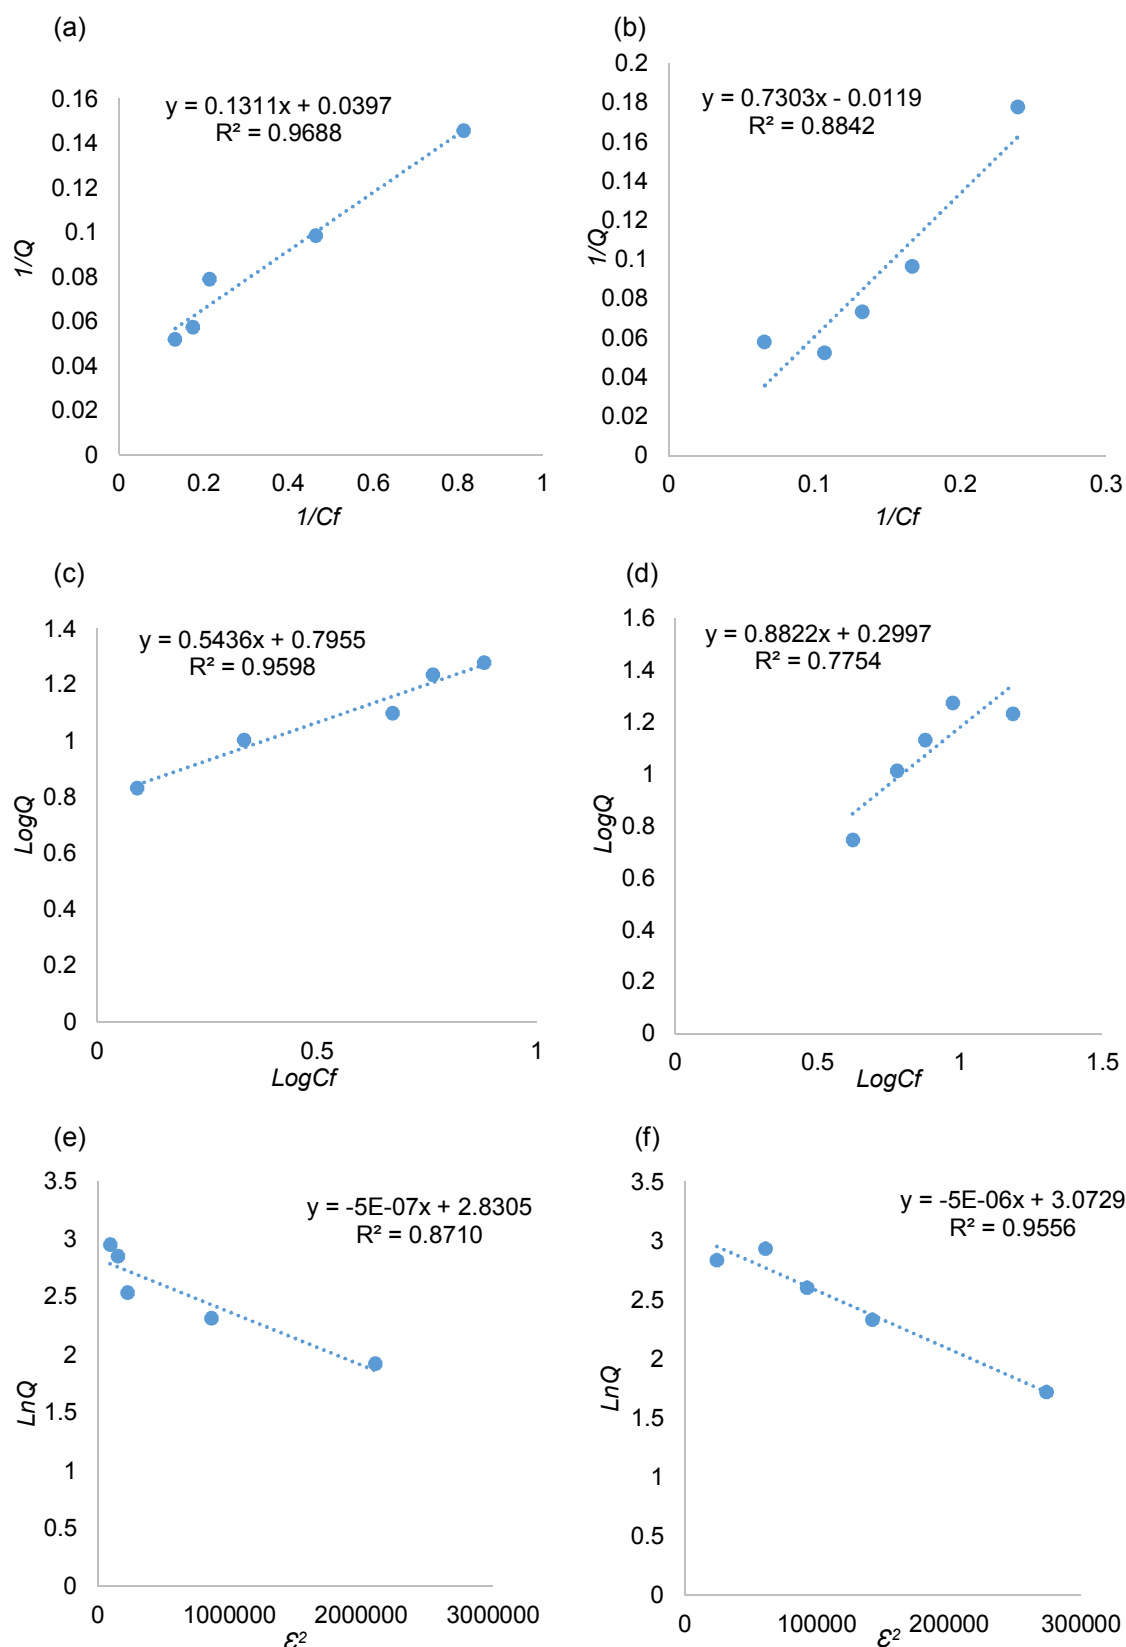 (a)
y = 0.1311x + 0.0397
R² = 0.9688
0.16
0.14
0.12
0.1
0.08
0.06
0.04
0.02
0
1/Q
0 0.2 0.4 0.6 0.8 1
1/Cf
(b)
y = 0.7303x - 0.0119
R² = 0.8842
0.2
0.18
0.16
0.14
0.12
0.1
0.08
0.06
0.04
0.02
0
1/Q
0 0.1 0.2 0.3
1/Cf
(c)
y = 0.5436x + 0.7955
R² = 0.9598
1.4
1.2
1
0.8
0.6
0.4
0.2
0
LogQ
0 0.5 1
LogCf
(d)
y = 0.8822x + 0.2997
R² = 0.7754
1.6
1.4
1.2
1
0.8
0.6
0.4
0.2
0
LogQ
0 0.5 1 1.5
LogCf
(e)
y = -5E-07x + 2.8305
R² = 0.8710
3.5
3
2.5
2
1.5
1
0.5
0
LnQ
0 1000000 2000000 3000000
ℰ²
(f)
y = -5E-06x + 3.0729
R² = 0.9556
3.5
3
2.5
2
1.5
1
0.5
0
LnQ
0 100000 200000 300000
ℰ²